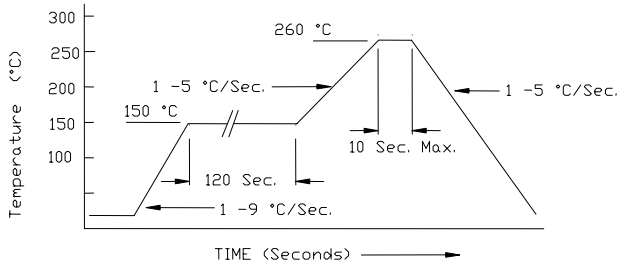 300
260 °C
250
Temperature (°C)
200
1 -5 °C/Sec.
1 -5 °C/Sec.
150 °C
150
10 Sec. Max.
100
120 Sec.
1 -9 °C/Sec.
TIME (Seconds)